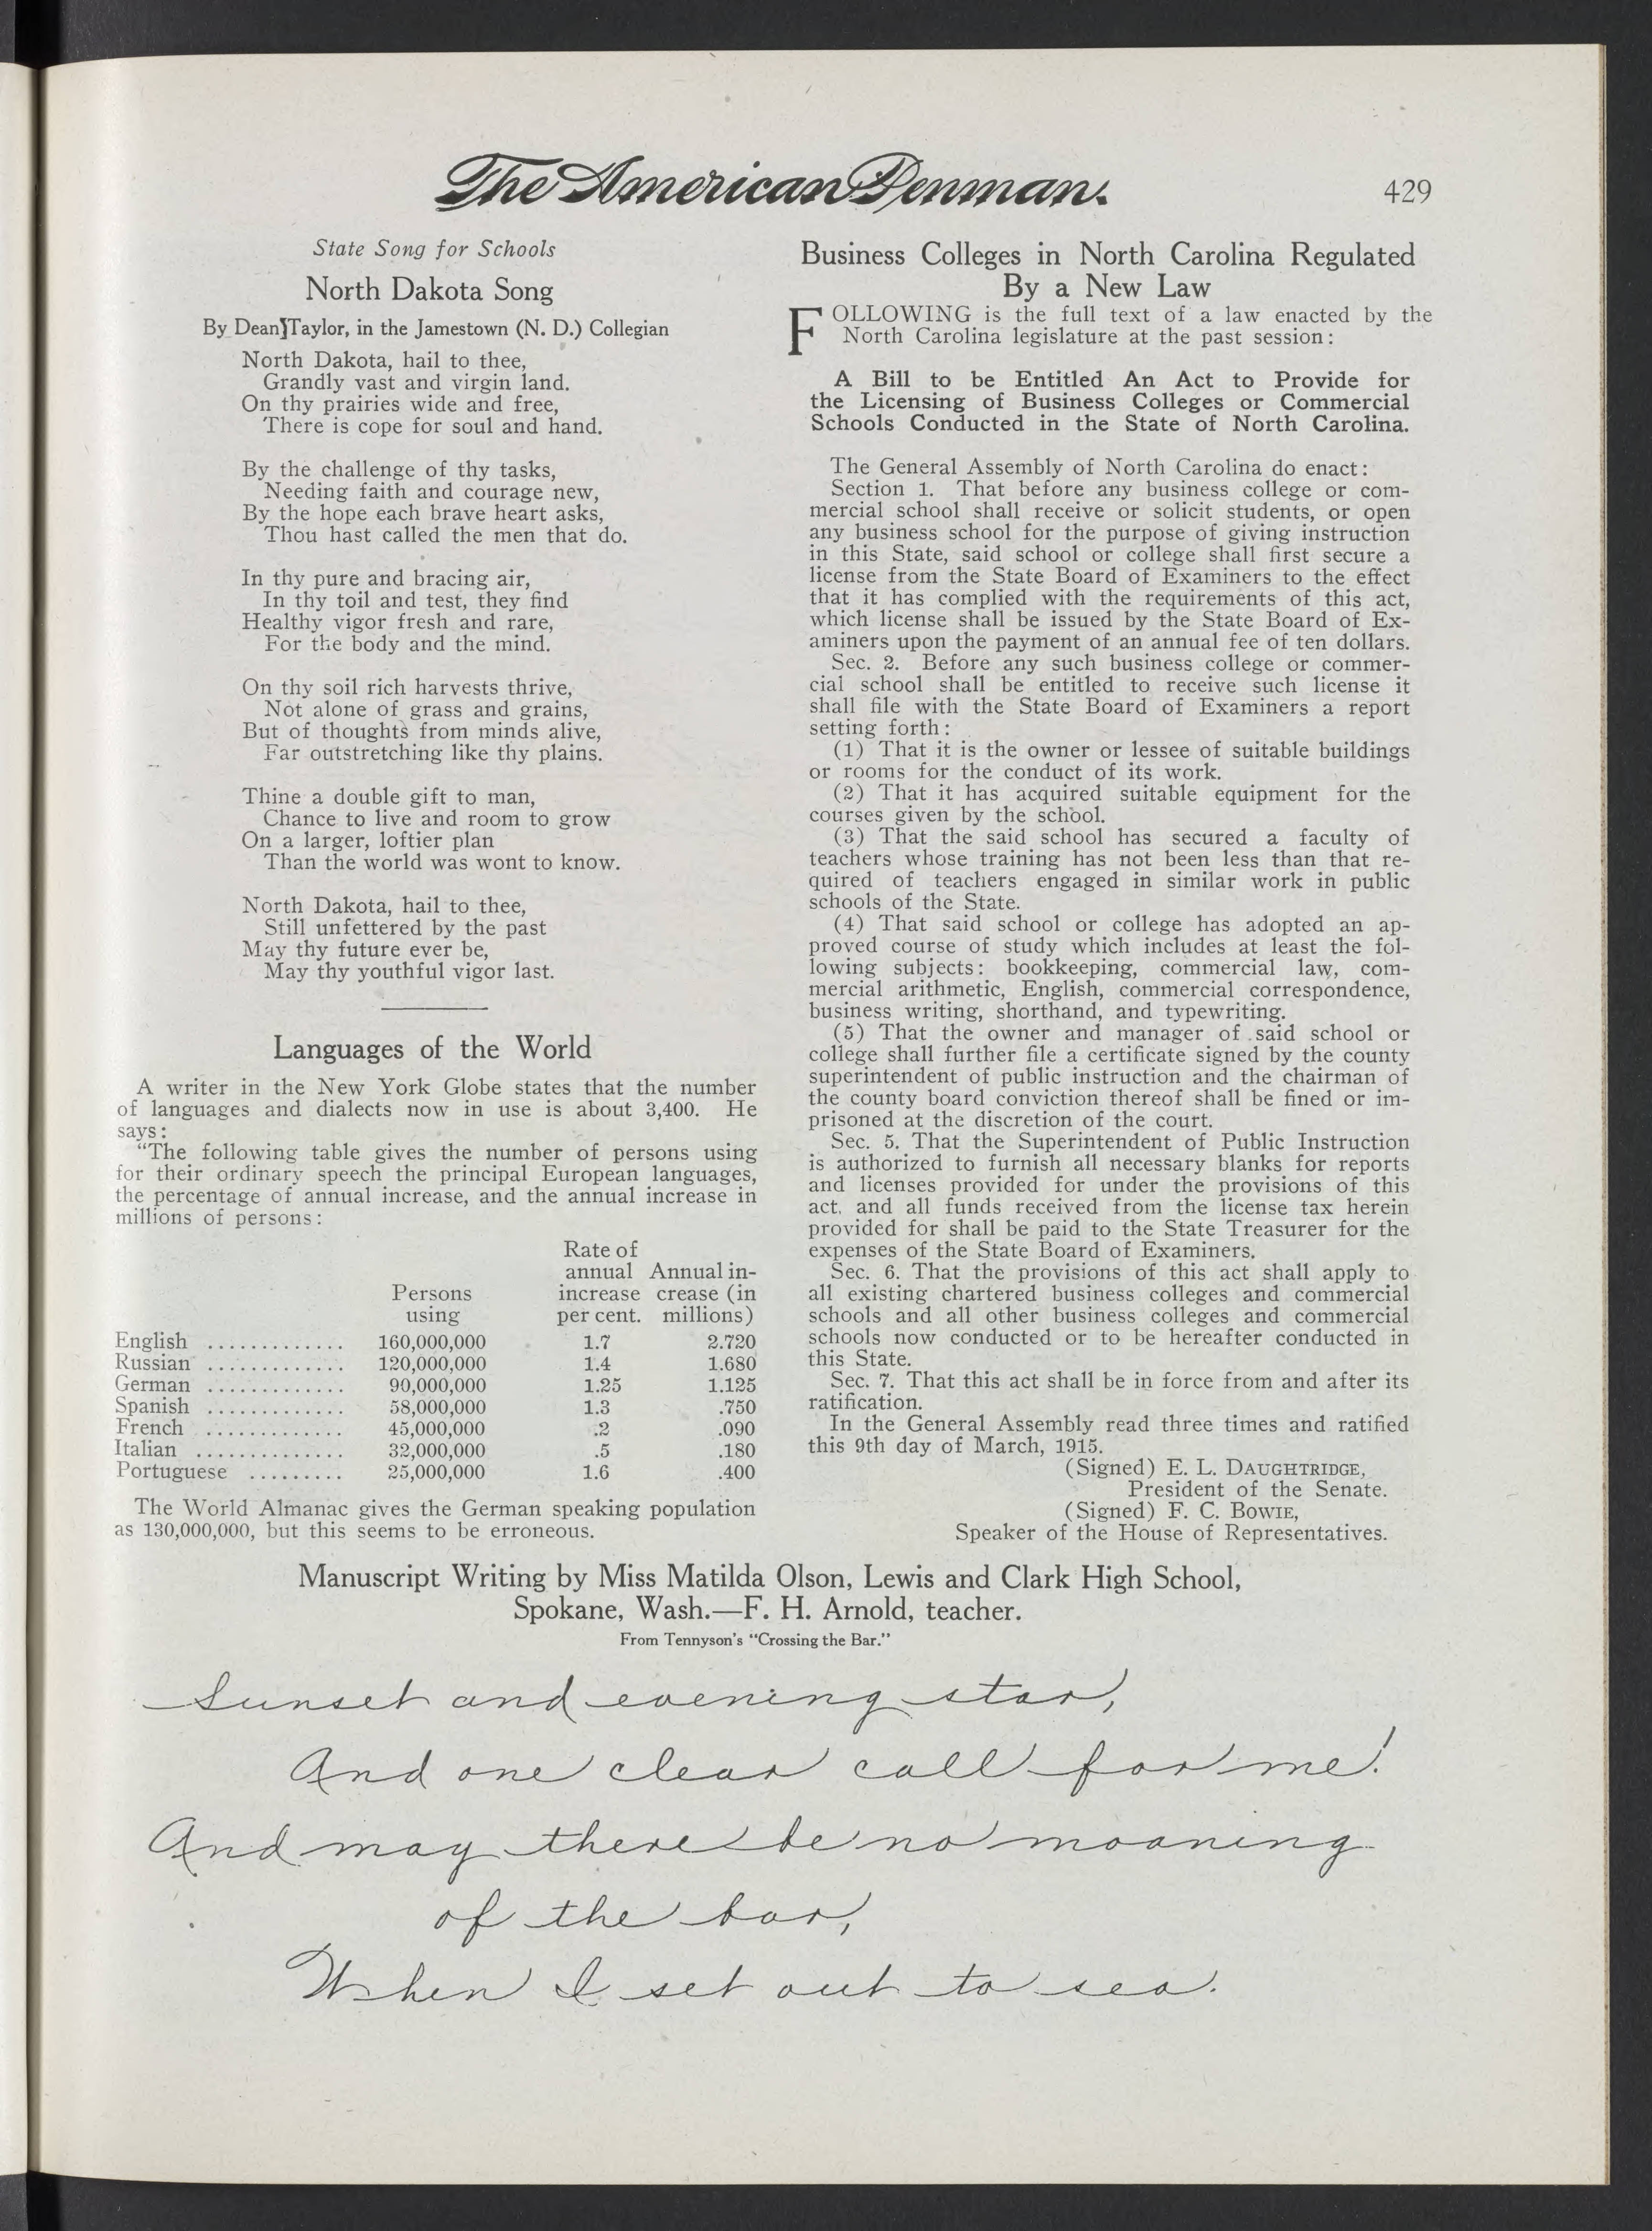 The American Penman.
429
State Song for Schools
North Dakota Song
By Dean Taylor, in the Jamestown (N. D.) Collegian
North Dakota, hail to thee,
Grandly vast and virgin land.
On thy prairies wide and free,
There is cope for soul and hand.
By the challenge of thy tasks,
Needing faith and courage new,
By the hope each brave heart asks,
Thou hast called the men that do.
In thy pure and bracing air,
In thy toil and test, they find
Healthy vigor fresh and rare,
For the body and the mind.
On thy soil rich harvests thrive,
Not alone of grass and grains,
But of thoughts from minds alive,
Far outstretching like thy plains.
Thine a double gift to man,
Chance to live and room to grow
On a larger, loftier plan
Than the world was wont to know.
North Dakota, hail to thee,
Still unfettered by the past
May thy future ever be,
May thy youthful vigor last.
Languages of the World
A writer in the New York Globe states that the number
of languages and dialects now in use is about 3,400. He
says:
"The following table gives the number of persons using
for their ordinary speech the principal European languages,
the percentage of annual increase, and the annual increase in
millions of persons:
Rate of
annual Annual in-
Persons increase crease (in
using per cent. millions)
English ............. 160,000,000 1.7 2.720
Russian ............. 120,000,000 1.4 1.680
German ............. 90,000,000 1.25 1.125
Spanish ............. 58,000,000 1.3 .750
French ............. 45,000,000 .2 .090
Italian .............. 32,000,000 .5 .180
Portuguese ......... 25,000,000 1.6 .400
The World Almanac gives the German speaking population
as 130,000,000, but this seems to be erroneous.
Business Colleges in North Carolina Regulated
By a New Law
FOLLOWING is the full text of a law enacted by the
North Carolina legislature at the past session:
A Bill to be Entitled An Act to Provide for
the Licensing of Business Colleges or Commercial
Schools Conducted in the State of North Carolina.
The General Assembly of North Carolina do enact:
Section 1. That before any business college or com-
mercial school shall receive or solicit students, or open
any business school for the purpose of giving instruction
in this State, said school or college shall first secure a
license from the State Board of Examiners to the effect
that it has complied with the requirements of this act,
which license shall be issued by the State Board of Ex-
aminers upon the payment of an annual fee of ten dollars.
Sec. 2. Before any such business college or commer-
cial school shall be entitled to receive such license it
shall file with the State Board of Examiners a report
setting forth:
(1) That it is the owner or lessee of suitable buildings
or rooms for the conduct of its work.
(2) That it has acquired suitable equipment for the
courses given by the school.
(3) That the said school has secured a faculty of
teachers whose training has not been less than that re-
quired of teachers engaged in similar work in public
schools of the State.
(4) That said school or college has adopted an ap-
proved course of study which includes at least the fol-
lowing subjects: bookkeeping, commercial law, com-
mercial arithmetic, English, commercial correspondence,
business writing, shorthand, and typewriting.
(5) That the owner and manager of said school or
college shall further file a certificate signed by the county
superintendent of public instruction and the chairman of
the county board conviction thereof shall be fined or im-
prisoned at the discretion of the court.
Sec. 5. That the Superintendent of Public Instruction
is authorized to furnish all necessary blanks for reports
and licenses provided for under the provisions of this
act, and all funds received from the license tax herein
provided for shall be paid to the State Treasurer for the
expenses of the State Board of Examiners.
Sec. 6. That the provisions of this act shall apply to
all existing chartered business colleges and commercial
schools and all other business colleges and commercial
schools now conducted or to be hereafter conducted in
this State.
Sec. 7. That this act shall be in force from and after its
ratification.
In the General Assembly read three times and ratified
this 9th day of March, 1915.
(Signed) E. L. DAUGHTRIDGE,
President of the Senate.
(Signed) F. C. BOWIE,
Speaker of the House of Representatives.
Manuscript Writing by Miss Matilda Olson, Lewis and Clark High School,
Spokane, Wash.—F. H. Arnold, teacher.
From Tennyson's "Crossing the Bar."
Sunset and evening star,
And one clear call for me!
And may there be no moaning
of the bar,
When I set out to sea.